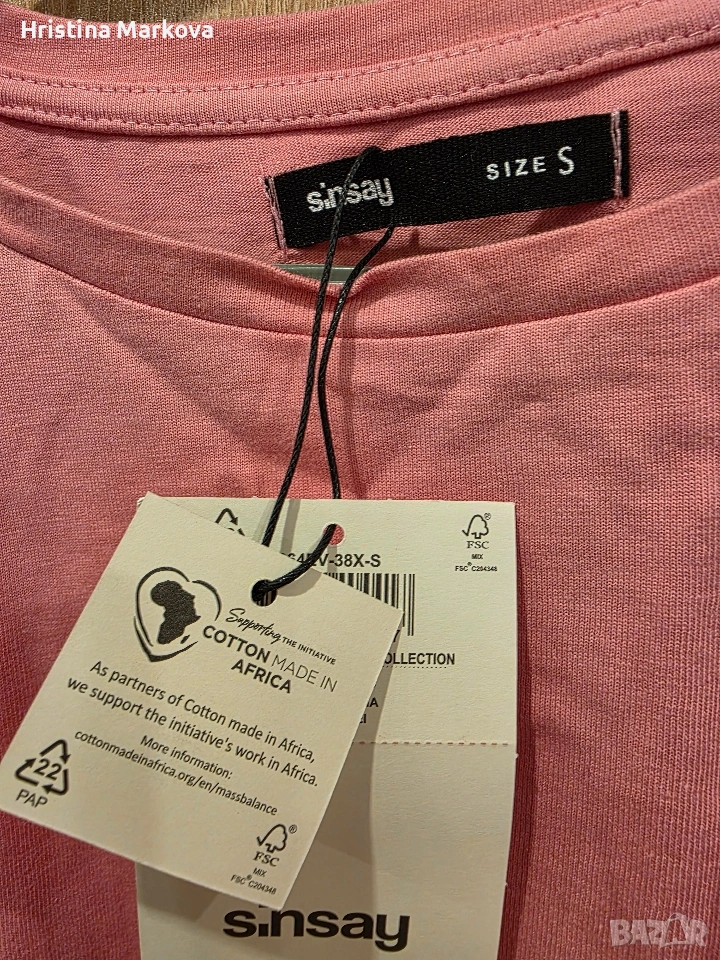 Hristina Markova
sinsay SIZE S
V-38X-S
FSC®
MIX
FSC® C204348
OLLECTION
Supporting THE INITIATIVE
COTTON MADE IN
AFRICA
As partners of Cotton made in Africa,
we support the initiative's work in Africa.
More information:
cottonmadeinafrica.org/en/massbalance
22
PAP
FSC®
MIX
FSC® C204348
sinsay
BAZAR